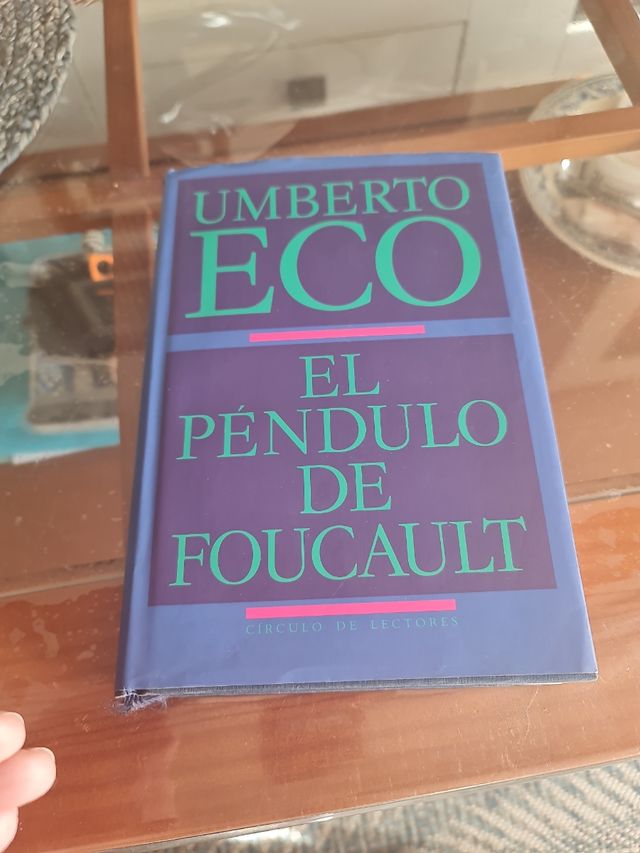 UMBERTO
ECO
EL
PÉNDULO
DE
FOUCAULT
CÍRCULO DE LECTORES